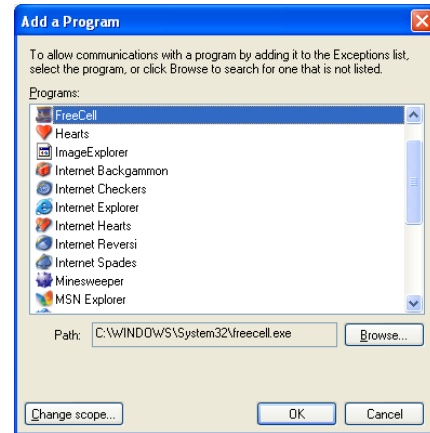 Add a Program
To allow communications with a program by adding it to the Exceptions list,
select the program, or click Browse to search for one that is not listed.
Programs:
FreeCell
Hearts
ImageExplorer
Internet Backgammon
Internet Checkers
Internet Explorer
Internet Hearts
Internet Reversi
Internet Spades
Minesweeper
MSN Explorer
Path: C:\WINDOWS\System32\freecell.exe Browse...
Change scope... OK Cancel